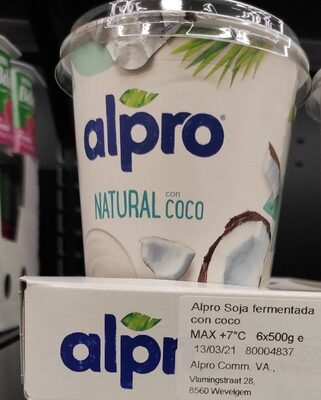 alpro
NATURAL con COCO
alpro
Alpro Soja fermentada
con coco
MAX +7°C 6x500g e
13/03/21 80004837
Alpro Comm. VA ,
Vlamingstraat 28,
8560 Wevelgem